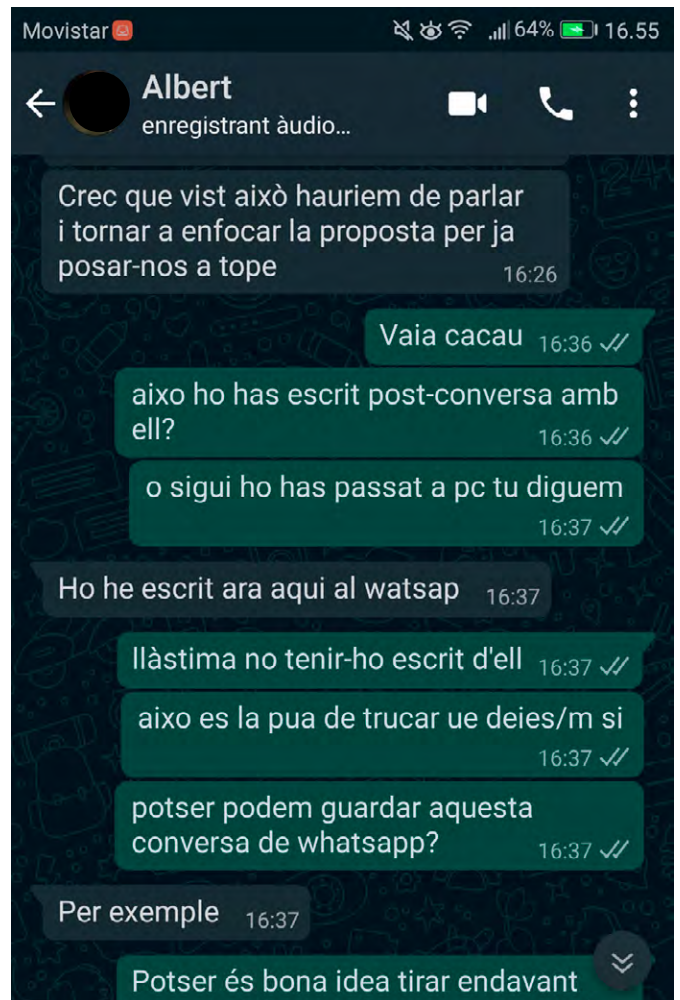 Movistar
64%
16.55
Albert
enregistrant àudio...
Crec que vist això hauriem de parlar
i tornar a enfocar la proposta per ja
posar-nos a tope
16:26
Vaia cacau
16:36
aixo ho has escrit post-conversa amb
ell?
16:36
o sigui ho has passat a pc tu diguem
16:37
Ho he escrit ara aqui al watsap
16:37
llàstima no tenir-ho escrit d'ell
16:37
aixo es la pua de trucar ue deies/m si
16:37
potser podem guardar aquesta
conversa de whatsapp?
16:37
Per exemple
16:37
Potser és bona idea tirar endavant